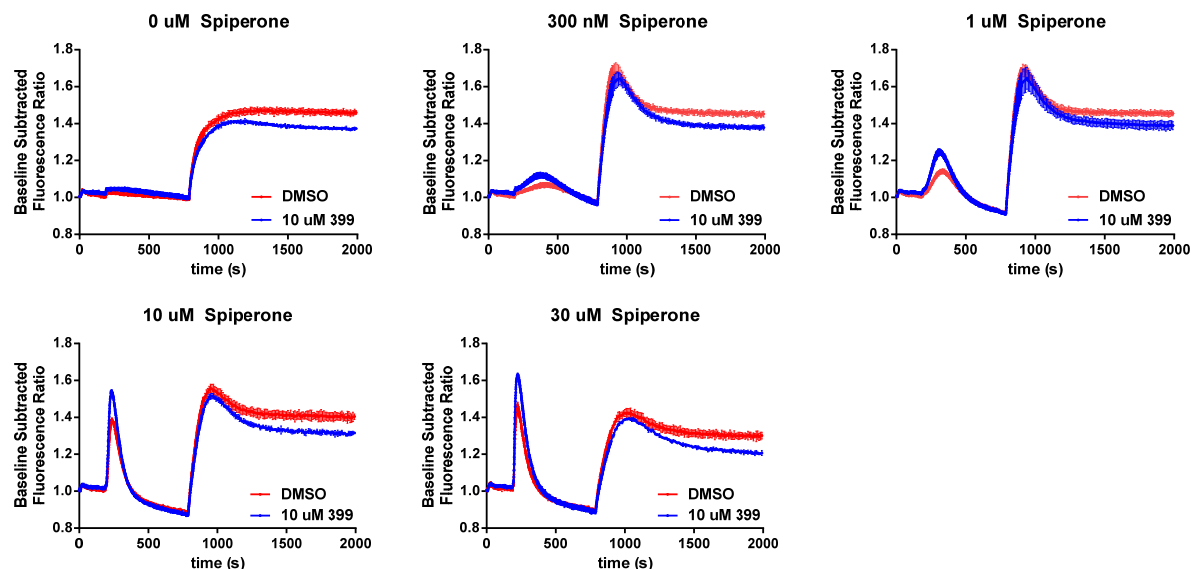 0 uM Spiperone
Baseline Subtracted
Fluorescence Ratio
1.8
1.6
1.4
1.2
1.0
0.8
DMSO
10 uM 399
0
500
1000
1500
2000
time (s)
300 nM Spiperone
Baseline Subtracted
Fluorescence Ratio
1.8
1.6
1.4
1.2
1.0
0.8
DMSO
10 uM 399
0
500
1000
1500
2000
time (s)
1 uM Spiperone
Baseline Subtracted
Fluorescence Ratio
1.8
1.6
1.4
1.2
1.0
0.8
DMSO
10 uM 399
0
500
1000
1500
2000
time (s)
10 uM Spiperone
Baseline Subtracted
Fluorescence Ratio
1.8
1.6
1.4
1.2
1.0
0.8
DMSO
10 uM 399
0
500
1000
1500
2000
time (s)
30 uM Spiperone
Baseline Subtracted
Fluorescence Ratio
1.8
1.6
1.4
1.2
1.0
0.8
DMSO
10 uM 399
0
500
1000
1500
2000
time (s)